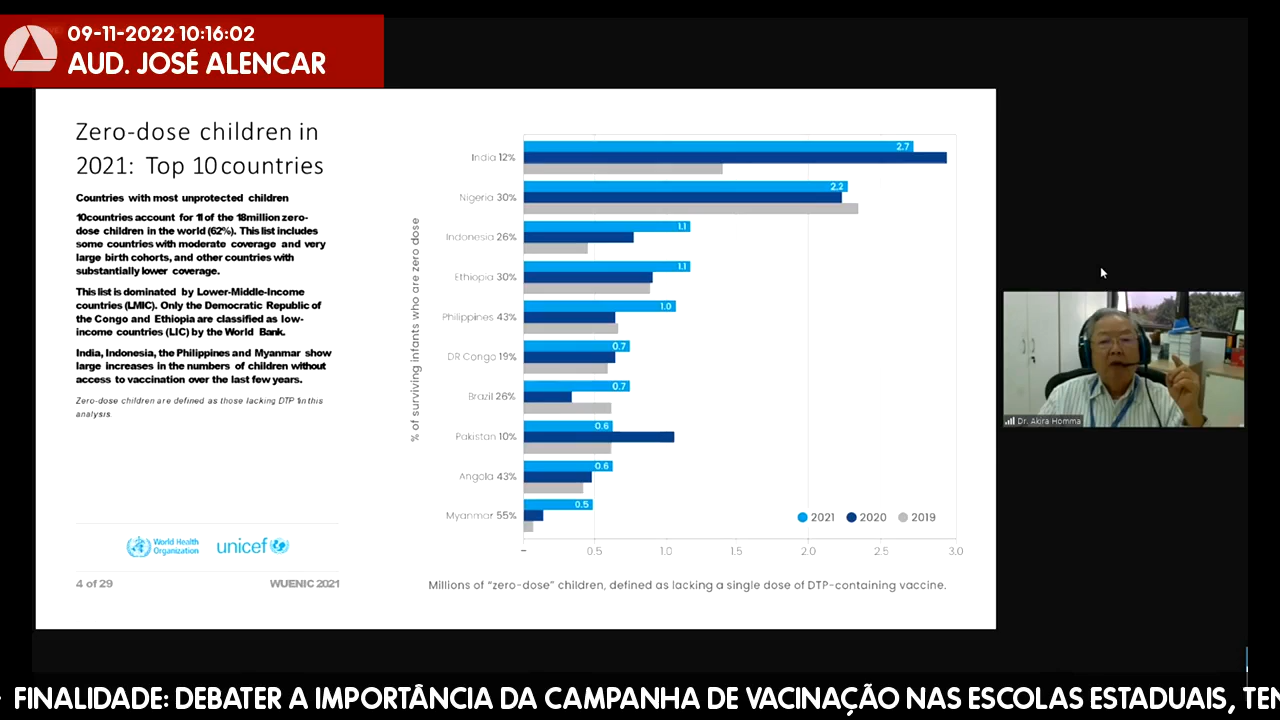 09-11-2022 10:16:02
AUD. JOSÉ ALENCAR
Zero-dose children in
2021: Top 10 countries
Countries with most unprotected children
10countries account for 11of the 18million zero-
dose children in the world (62%). This list includes
some countries with moderate coverage and very
large birth cohorts, and other countries with
substantially lower coverage.
This list is dominated by Lower-Middle-Income
countries (LMIC). Only the Democratic Republic of
the Congo and Ethiopia are classified as low-
income countries (LIC) by the World Bank.
India, Indonesia, the Philippines and Myanmar show
large increases in the numbers of children without
access to vaccination over the last few years.
Zero-dose children are defined as those lacking DTP 1in this
analysis.
World Health
Organization
unicef
4 of 29
WUENIC 2021
% of surviving infants who are zero dose
India 12%
2.7
Nigeria 30%
2.2
Indonesia 26%
1.1
Ethiopia 30%
1.1
Philippines 43%
1.0
DR Congo 19%
0.7
Brazil 26%
0.7
Pakistan 10%
0.6
Angola 43%
0.6
Myanmar 55%
0.5
2021 2020 2019
– 0.5 1.0 1.5 2.0 2.5 3.0
Millions of “zero-dose” children, defined as lacking a single dose of DTP-containing vaccine.
Dr. Akira Homma
FINALIDADE: DEBATER A IMPORTÂNCIA DA CAMPANHA DE VACINAÇÃO NAS ESCOLAS ESTADUAIS, TEN